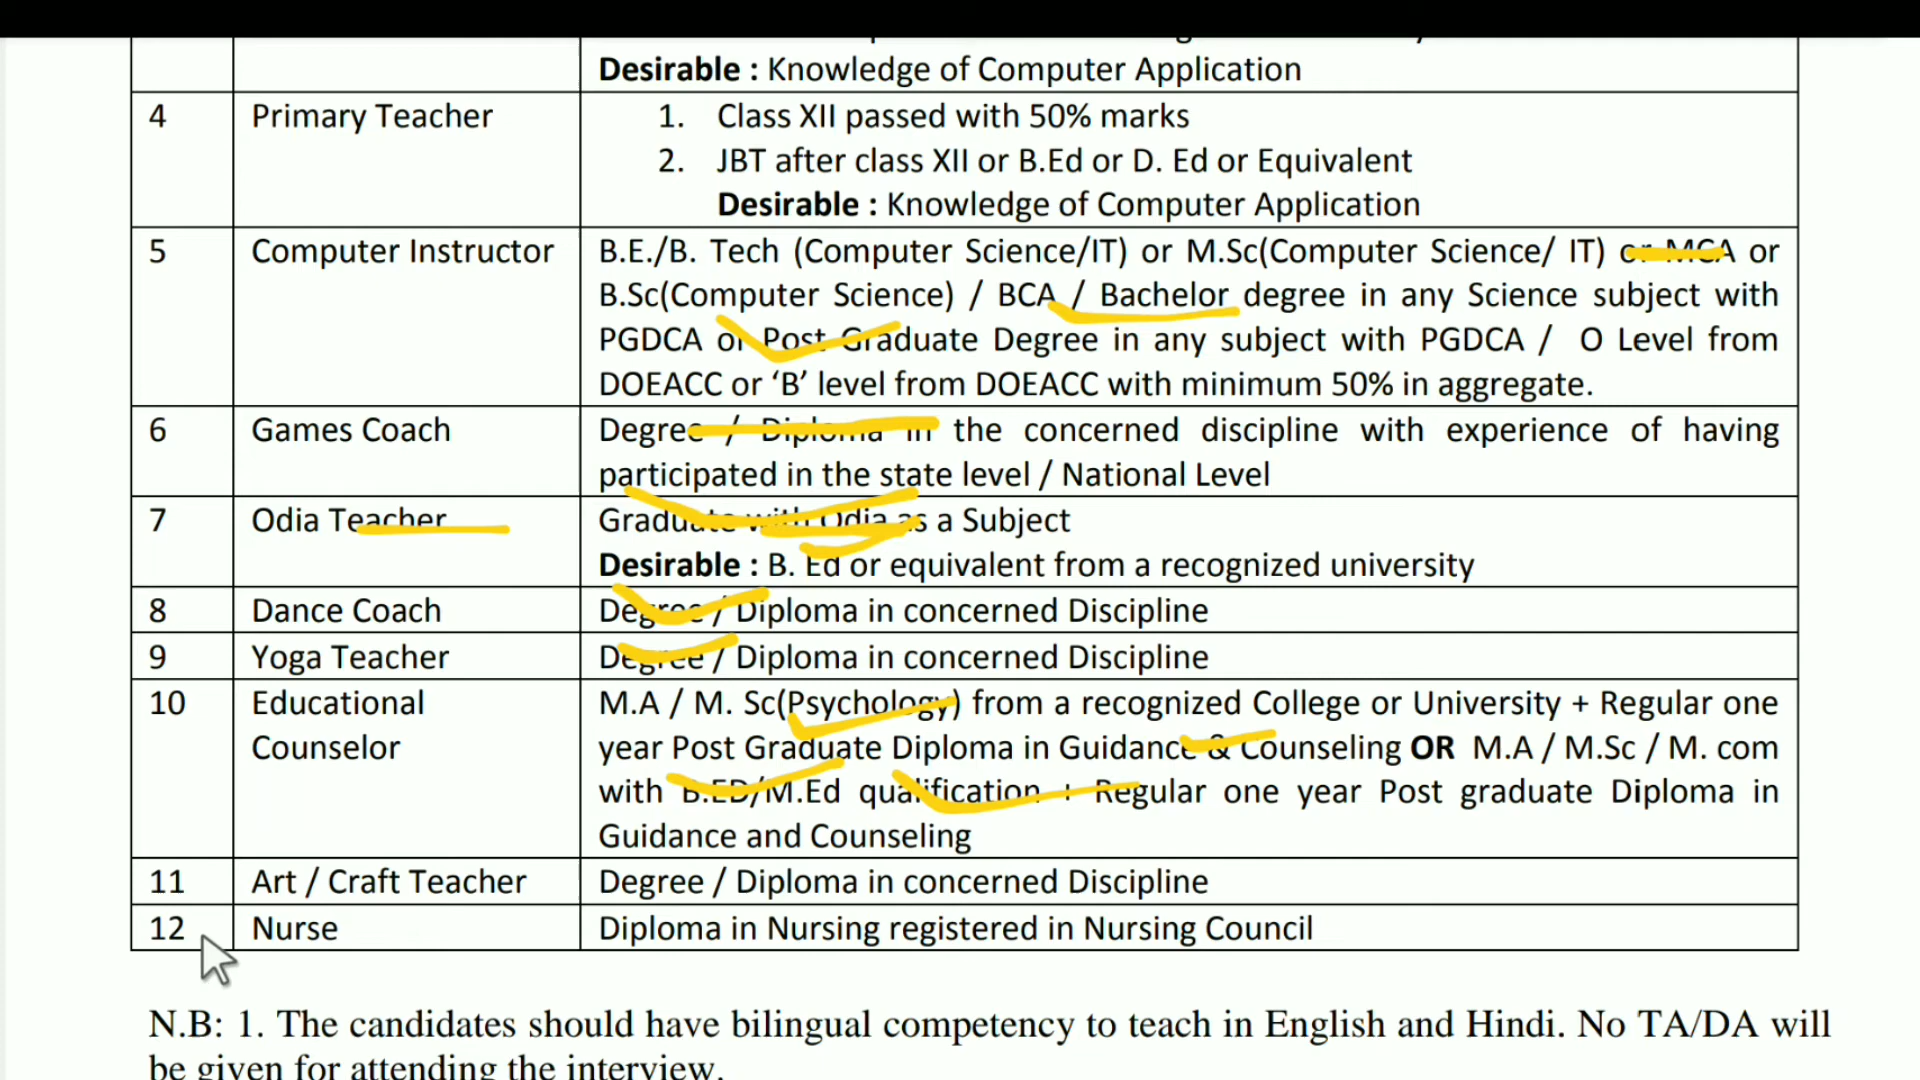 Desirable : Knowledge of Computer Application
4 Primary Teacher 1. Class XII passed with 50% marks
2. JBT after class XII or B.Ed or D. Ed or Equivalent
Desirable : Knowledge of Computer Application
5 Computer Instructor B.E./B. Tech (Computer Science/IT) or M.Sc(Computer Science/ IT) or MCA or
B.Sc(Computer Science) / BCA / Bachelor degree in any Science subject with
PGDCA or Post Graduate Degree in any subject with PGDCA / O Level from
DOEACC or ‘B’ level from DOEACC with minimum 50% in aggregate.
6 Games Coach Degree / Diploma in the concerned discipline with experience of having
participated in the state level / National Level
7 Odia Teacher Graduate with Odia as a Subject
Desirable : B. Ed or equivalent from a recognized university
8 Dance Coach Degree / Diploma in concerned Discipline
9 Yoga Teacher Degree / Diploma in concerned Discipline
10 Educational M.A / M. Sc(Psychology) from a recognized College or University + Regular one
Counselor year Post Graduate Diploma in Guidance & Counseling OR M.A / M.Sc / M. com
with B.ED/M.Ed qualification + Regular one year Post graduate Diploma in
Guidance and Counseling
11 Art / Craft Teacher Degree / Diploma in concerned Discipline
12 Nurse Diploma in Nursing registered in Nursing Council
N.B: 1. The candidates should have bilingual competency to teach in English and Hindi. No TA/DA will
be given for attending the interview.